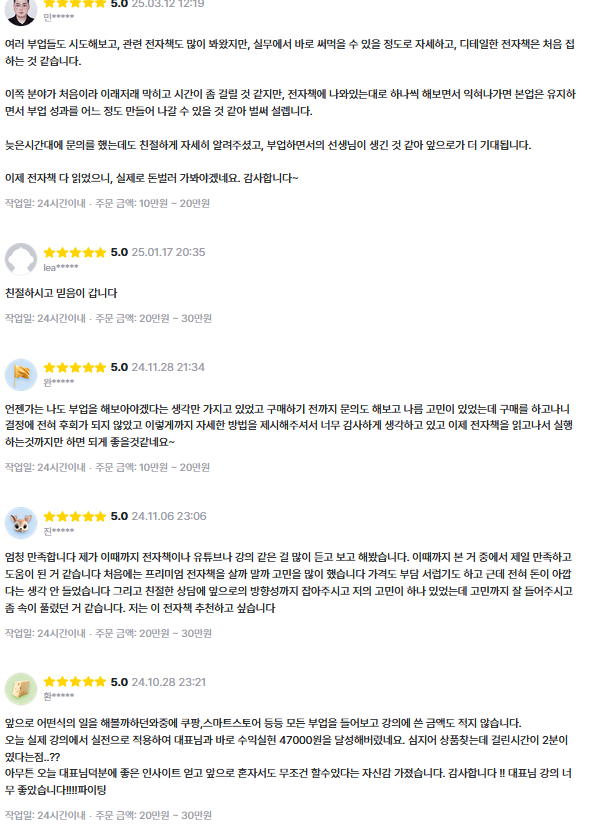 5.0 25.03.12 12:19
민*****
여러 부업들도 시도해보고, 관련 전자책도 많이 봐왔지만, 실무에서 바로 써먹을 수 있을 정도로 자세하고, 디테일한 전자책은 처음 접
하는 것 같습니다.
이쪽 분야가 처음이라 이래지래 막히고 시간이 좀 걸릴 것 같지만, 전자책에 나와있는대로 하나씩 해보면서 익혀나가면 본업은 유지하
면서 부업 성과를 어느 정도 만들어 나갈 수 있을 것 같아 벌써 설렙니다.
늦은시간대에 문의를 했는데도 친절하게 자세히 알려주셨고, 부업하면서의 선생님이 생긴 것 같아 앞으로가 더 기대됩니다.
이제 전자책 다 읽었으니, 실제로 돈벌러 가봐야겠네요. 감사합니다~
작업일: 24시간이내 · 주문 금액: 10만원 ~ 20만원
5.0 25.01.17 20:35
lea*****
친절하시고 믿음이 갑니다
작업일: 24시간이내 · 주문 금액: 20만원 ~ 30만원
5.0 24.11.28 21:34
완*****
언젠가는 나도 부업을 해보아야겠다는 생각만 가지고 있었고 구매하기 전까지 문의도 해보고 나름 고민이 있었는데 구매를 하고나니
결정에 전혀 후회가 되지 않았고 이렇게까지 자세한 방법을 제시해주셔서 너무 감사하게 생각하고 있고 이제 전자책을 읽고나서 실행
하는것까지만 하면 되게 좋을것같네요~
작업일: 24시간이내 · 주문 금액: 10만원 ~ 20만원
5.0 24.11.06 23:06
진*****
엄청 만족합니다 제가 이때까지 전자책이나 유튜브나 강의 같은 걸 많이 듣고 보고 해봤습니다. 이때까지 본 거 중에서 제일 만족하고
도움이 된 거 같습니다 처음에는 프리미엄 전자책을 살까 말까 고민을 많이 했습니다 가격도 부담 서럽기도 하고 근데 전혀 돈이 아깝
다는 생각 안 들었습니다 그리고 친절한 상담에 앞으로의 방향성까지 잡아주시고 저의 고민이 하나 있었는데 고민까지 잘 들어주시고
좀 속이 풀렸던 거 같습니다. 저는 이 전자책 추천하고 싶습니다
작업일: 24시간이내 · 주문 금액: 20만원 ~ 30만원
5.0 24.10.28 23:21
환*****
앞으로 어떤식의 일을 해볼까하던와중에 쿠팡,스마트스토어 등등 모든 부업을 들어보고 강의에 쓴 금액도 적지 않습니다.
오늘 실제 강의에서 실전으로 적용하여 대표님과 바로 수익실현 47000원을 달성해버렸네요. 심지어 상품찾는데 걸린시간이 2분이
있다는점..??
아무튼 오늘 대표님덕분에 좋은 인사이트 얻고 앞으로 혼자서도 무조건 할수있다는 자신감 가졌습니다. 감사합니다 !! 대표님 강의 너
무 좋았습니다!!!!파이팅
작업일: 24시간이내 · 주문 금액: 20만원 ~ 30만원